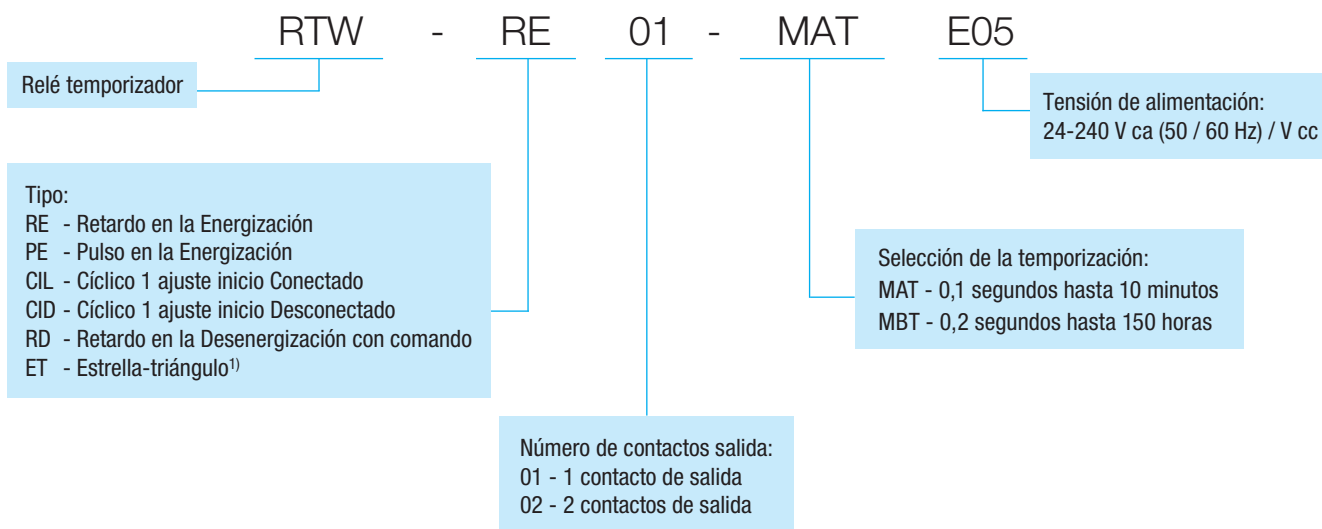 RTW - RE 01 - MAT E05
Relé temporizador
Tensión de alimentación:
24-240 V ca (50 / 60 Hz) / V cc
Tipo:
RE - Retardo en la Energización
PE - Pulso en la Energización
CIL - Cíclico 1 ajuste inicio Conectado
CID - Cíclico 1 ajuste inicio Desconectado
RD - Retardo en la Desenergización con comando
ET - Estrella-triángulo1)
Selección de la temporización:
MAT - 0,1 segundos hasta 10 minutos
MBT - 0,2 segundos hasta 150 horas
Número de contactos salida:
01 - 1 contacto de salida
02 - 2 contactos de salida